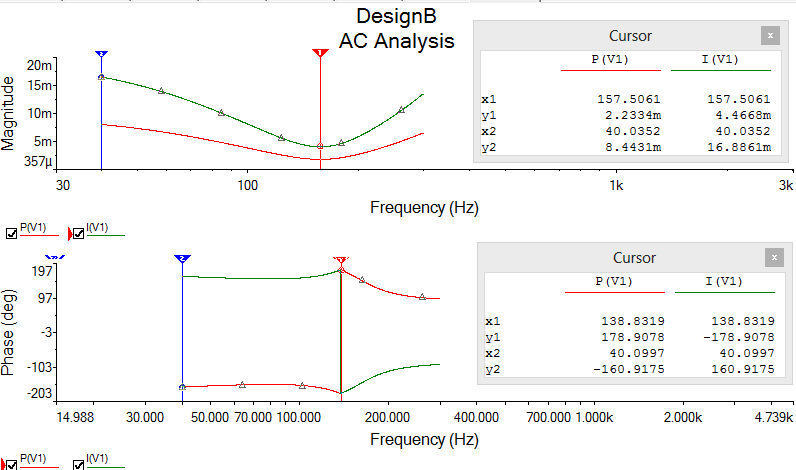 DesignB
AC Analysis
Cursor
x
P(V1) I(V1)
x1 157.5061 157.5061
y1 2.2334m 4.4668m
x2 40.0352 40.0352
y2 8.4431m 16.8861m
Magnitude
20m
15m
10m
5m
357µ
30 100 1k 3k
Frequency (Hz)
P(V1) I(V1)
Cursor
x
P(V1) I(V1)
x1 138.8319 138.8319
y1 178.9078 -178.9078
x2 40.0997 40.0997
y2 -160.9175 160.9175
Phase (deg)
197
97
-3
-103
-203
14.988 30.000 50.000 70.000 100.000 200.000 400.000 700.000 1.000k 2.000k 4.739k
Frequency (Hz)
P(V1) I(V1)